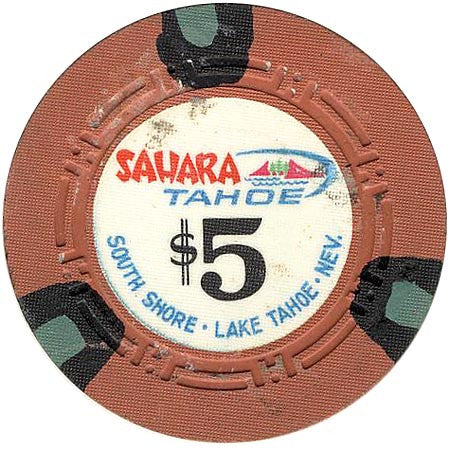 SAHARA
TAHOE
$5
SOUTH SHORE · LAKE TAHOE · NEV.